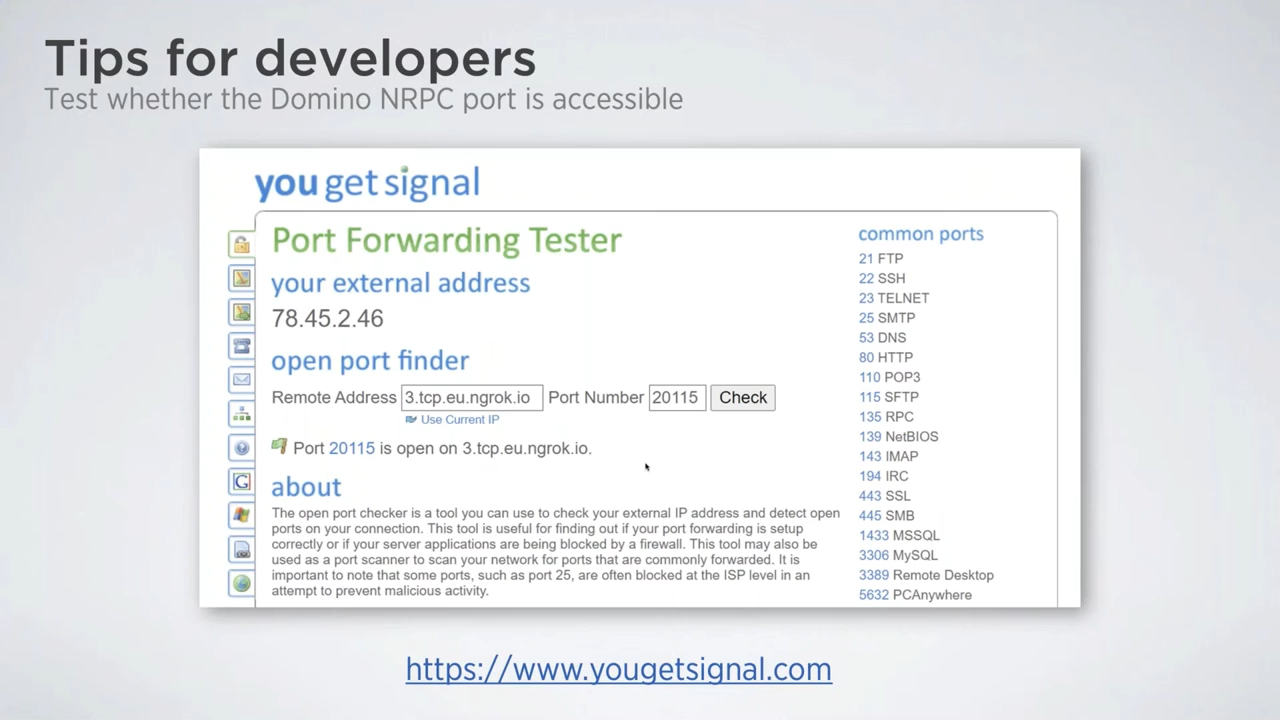 Tips for developers
Test whether the Domino NRPC port is accessible
you get signal
Port Forwarding Tester
your external address
78.45.2.46
open port finder
Remote Address 3.tcp.eu.ngrok.io Port Number 20115 Check
Use Current IP
Port 20115 is open on 3.tcp.eu.ngrok.io.
about
The open port checker is a tool you can use to check your external IP address and detect open
ports on your connection. This tool is useful for finding out if your port forwarding is setup
correctly or if your server applications are being blocked by a firewall. This tool may also be
used as a port scanner to scan your network for ports that are commonly forwarded. It is
important to note that some ports, such as port 25, are often blocked at the ISP level in an
attempt to prevent malicious activity.
common ports
21 FTP
22 SSH
23 TELNET
25 SMTP
53 DNS
80 HTTP
110 POP3
115 SFTP
135 RPC
139 NetBIOS
143 IMAP
194 IRC
443 SSL
445 SMB
1433 MSSQL
3306 MySQL
3389 Remote Desktop
5632 PCAnywhere
https://www.yougetsignal.com